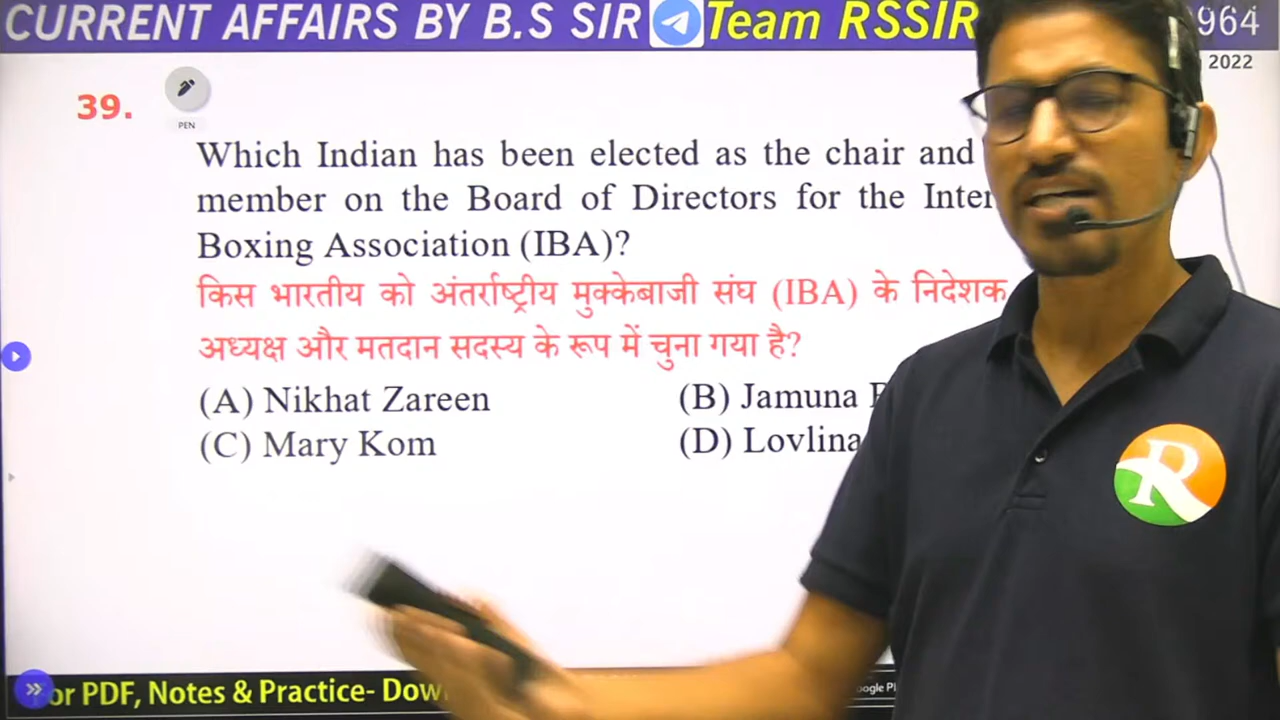 CURRENT AFFAIRS BY B.S SIR Team RSSIR 964
2022
39.
PEN
Which Indian has been elected as the chair and
member on the Board of Directors for the Inter
Boxing Association (IBA)?
किस भारतीय को अंतर्राष्ट्रीय मुक्केबाजी संघ (IBA) के निदेशक
अध्यक्ष और मतदान सदस्य के रूप में चुना गया है?
(A) Nikhat Zareen (B) Jamuna
(C) Mary Kom (D) Lovlina
or PDF, Notes & Practice- Dow